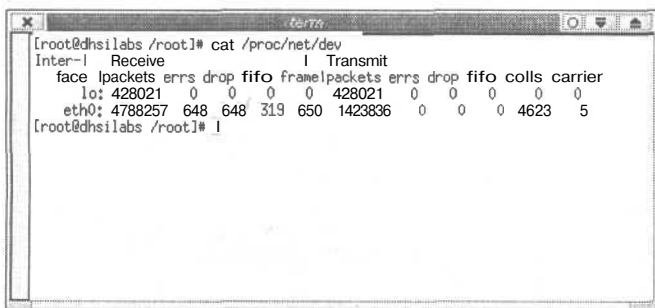 terra
[root@dhsilabs /root]# cat /proc/net/dev
Inter-| Receive | Transmit
face |packets errs drop fifo frame|packets errs drop fifo colls carrier
lo: 428021 0 0 0 0 428021 0 0 0 0 0
eth0: 4788257 648 648 319 650 1423836 0 0 0 4623 5
[root@dhsilabs /root]#